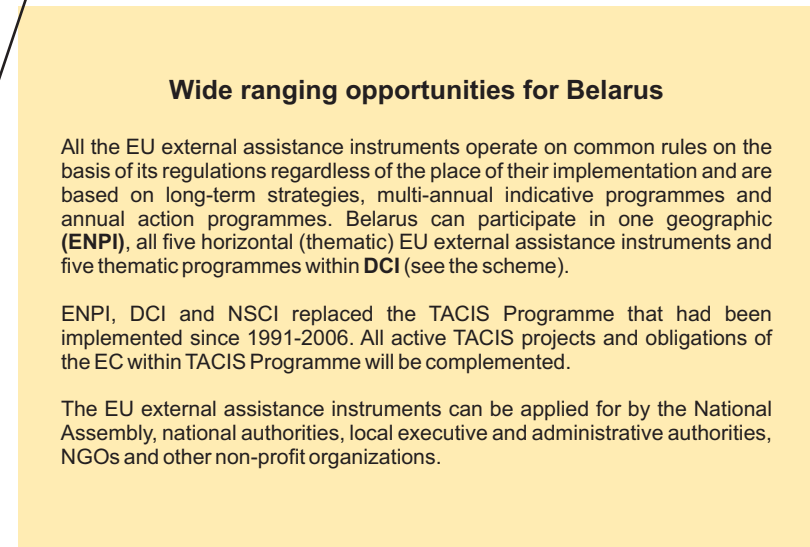 Wide ranging opportunities for Belarus
All the EU external assistance instruments operate on common rules on the
basis of its regulations regardless of the place of their implementation and are
based on long-term strategies, multi-annual indicative programmes and
annual action programmes. Belarus can participate in one geographic
(ENPI), all five horizontal (thematic) EU external assistance instruments and
five thematic programmes within DCI (see the scheme).
ENPI, DCI and NSCI replaced the TACIS Programme that had been
implemented since 1991-2006. All active TACIS projects and obligations of
the EC within TACIS Programme will be complemented.
The EU external assistance instruments can be applied for by the National
Assembly, national authorities, local executive and administrative authorities,
NGOs and other non-profit organizations.